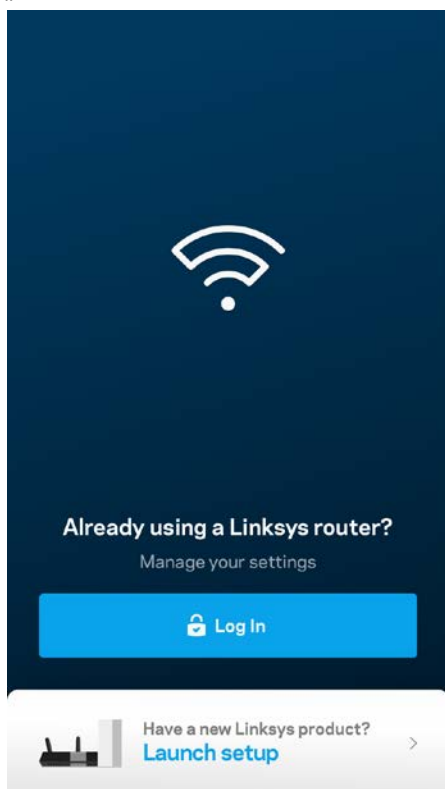 Already using a Linksys router?
Manage your settings
Log In
Have a new Linksys product?
Launch setup